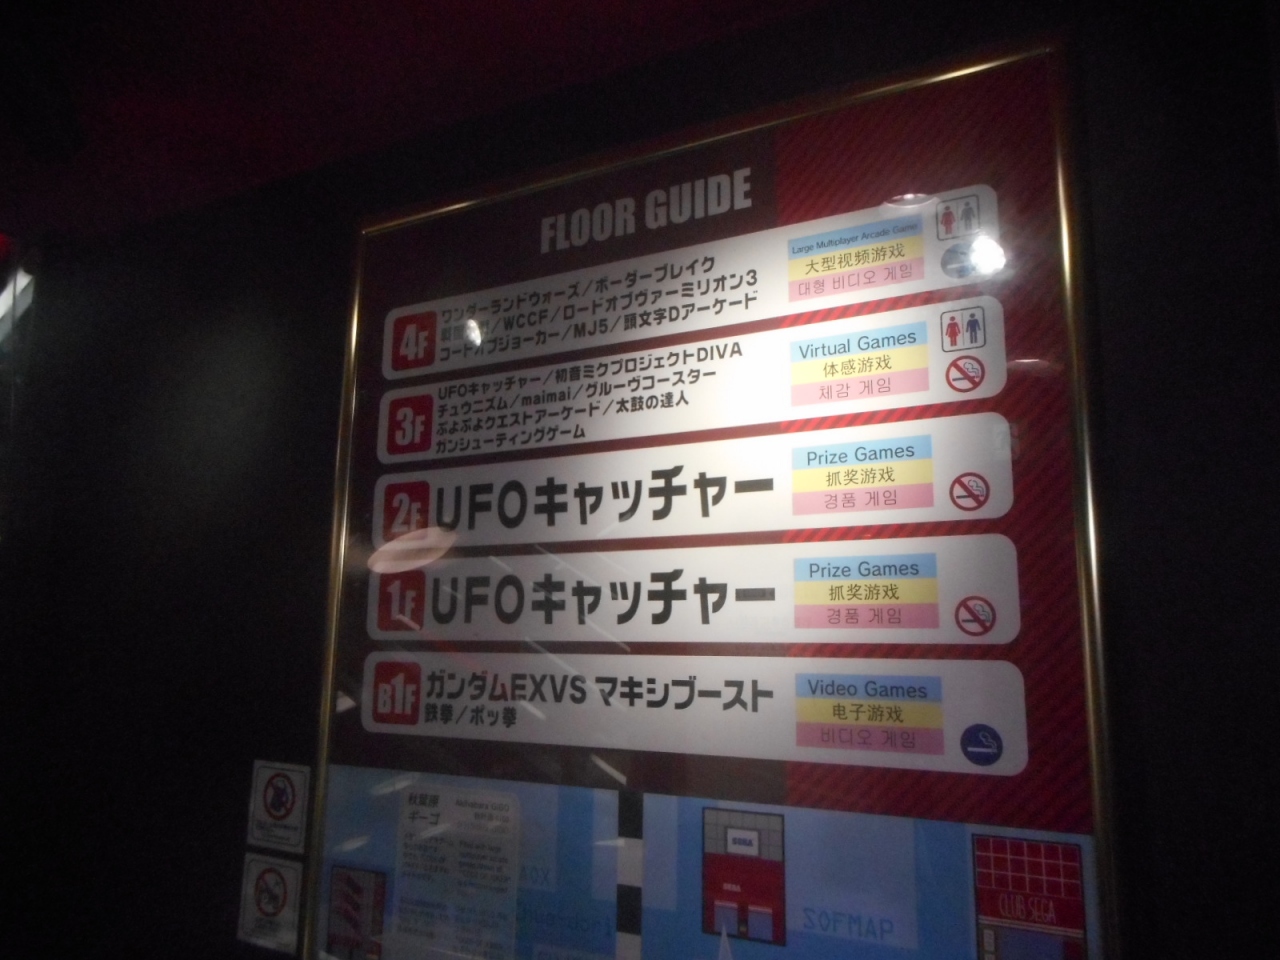 FLOOR GUIDE
4F
ワンダーランドウォーズ/ボーダーブレイク
/WCCF/ロードオブヴァーミリオン3
コードオブジョーカー/MJ5/頭文字Dアーケード
Large Multiplayer Arcade Game
大型视频游戏
대형 비디오 게임
3F
UFOキャッチャー/初音ミクプロジェクトDIVA
チュウニズム/maimai/グルーヴコースター
ぷよぷよクエストアーケード/太鼓の達人
ガンシューティングゲーム
Virtual Games
体感游戏
체감 게임
2F
UFOキャッチャー
Prize Games
抓奖游戏
경품 게임
1F
UFOキャッチャー
Prize Games
抓奖游戏
경품 게임
B1F
ガンダムEXVS マキシブースト
鉄拳/ポッ拳
Video Games
电子游戏
비디오 게임
秋葉原
ギーゴ
Akihabara GIGO
SEGA
SEGA
SOFMAP
CLUB SEGA